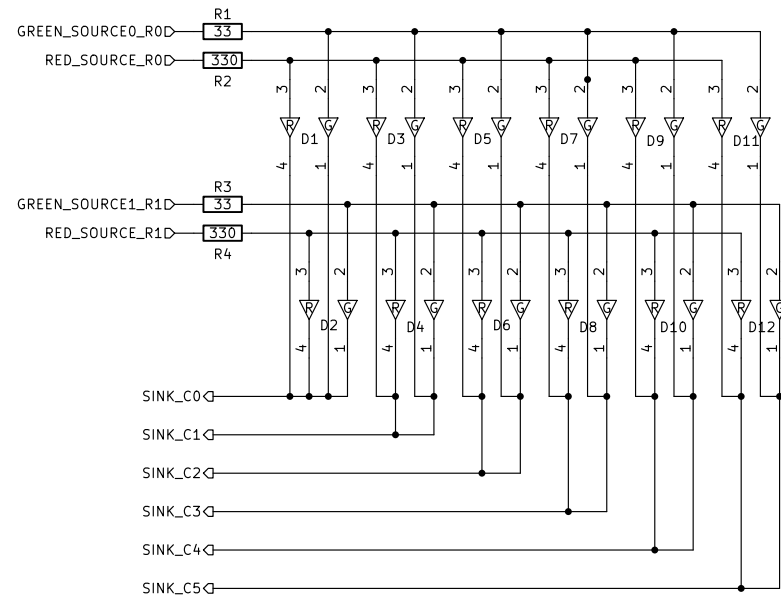 R1
GREEN_SOURCE0_R0 33
RED_SOURCE_R0 330
R2
3 2 3 2 3 2 3 2 3 2 3 2
R G R G R G R G R G R G
D1 D3 D5 D7 D9 D11
4 1 4 1 4 1 4 1 4 1 4 1
R3
GREEN_SOURCE1_R1 33
RED_SOURCE_R1 330
R4
3 2 3 2 3 2 3 2 3 2 3 2
R G R G R G R G R G R G
D2 D4 D6 D8 D10 D12
4 1 4 1 4 1 4 1 4 1 4 1
SINK_C0
SINK_C1
SINK_C2
SINK_C3
SINK_C4
SINK_C5